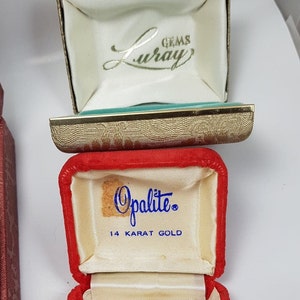 GEMS
Luray
Opalite®
14 KARAT GOLD